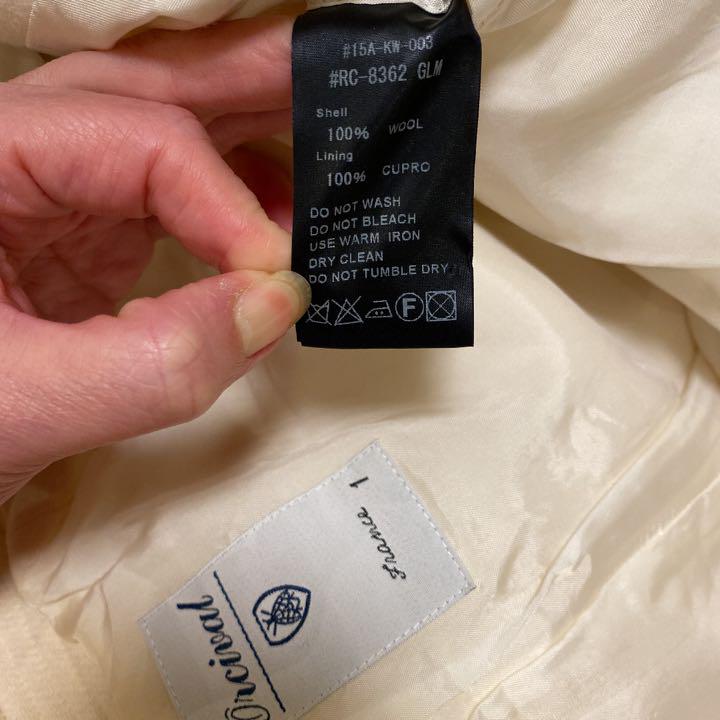 #15A-KW-003
#RC-8362 GLM
Shell
100% WOOL
Lining
100% CUPRO
DO NOT WASH
DO NOT BLEACH
USE WARM IRON
DRY CLEAN
DO NOT TUMBLE DRY
F
Orcival
France 1